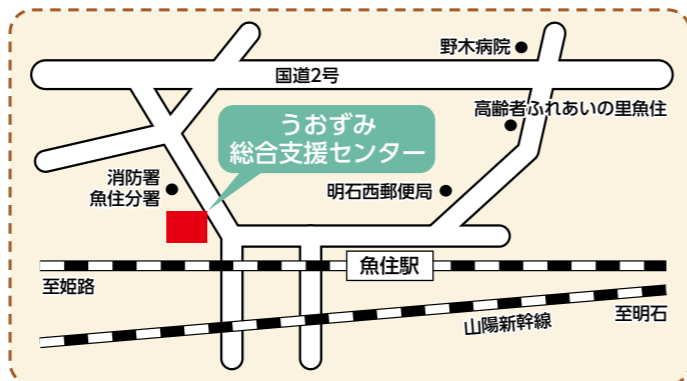 野木病院
国道2号
高齢者ふれあいの里魚住
うおずみ
総合支援センター
消防署
魚住分署
明石西郵便局
魚住駅
至姫路
至明石
山陽新幹線